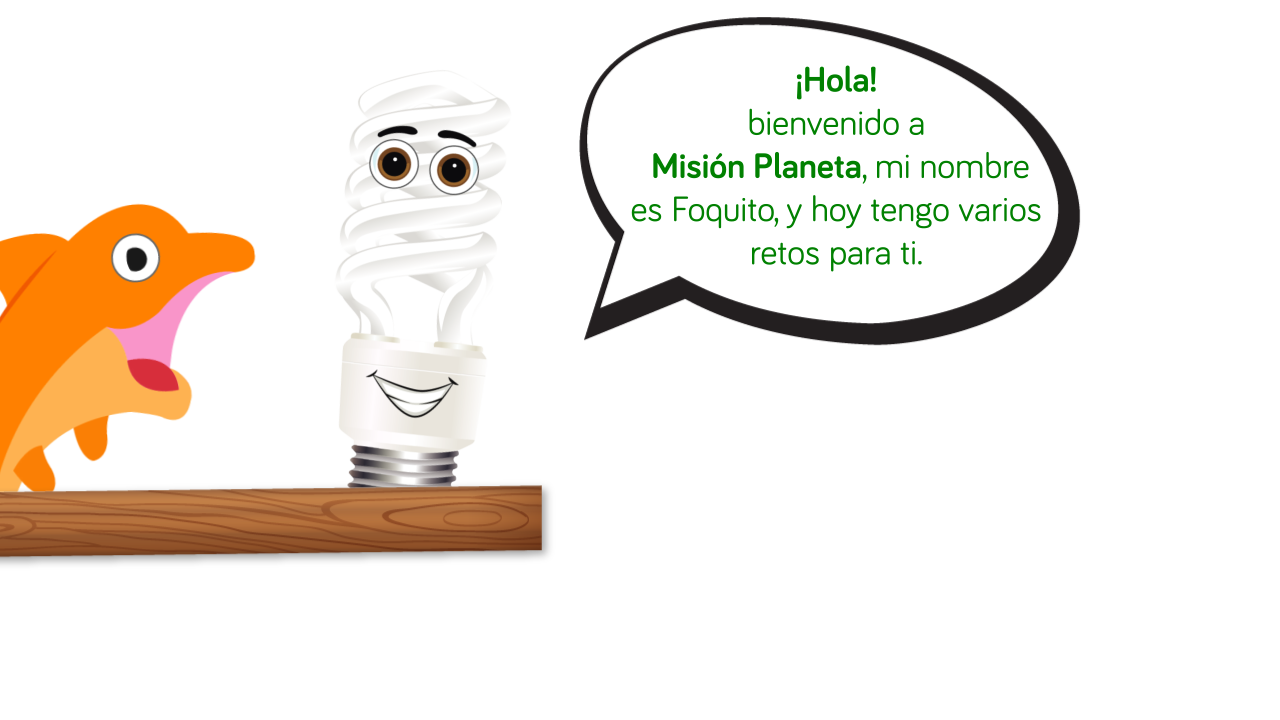 ¡Hola!
bienvenido a
Misión Planeta, mi nombre
es Foquito, y hoy tengo varios
retos para ti.